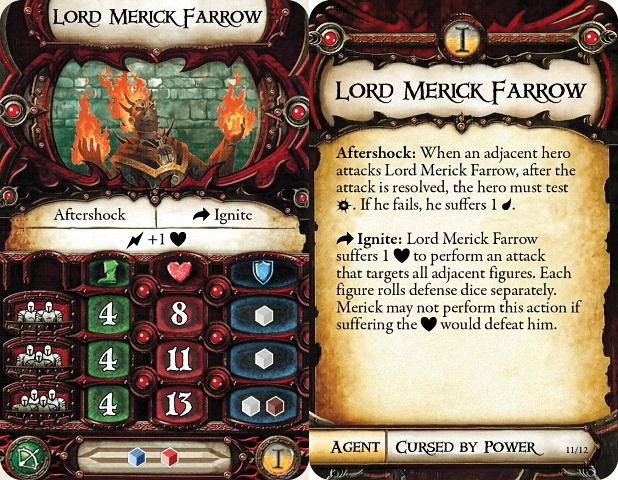 Lord Merick Farrow
Aftershock
Ignite
+1
4 8
4 11
4 13
I
I
Lord Merick Farrow
Aftershock: When an adjacent hero
attacks Lord Merick Farrow, after the
attack is resolved, the hero must test
. If he fails, he suffers 1 .
Ignite: Lord Merick Farrow
suffers 1 to perform an attack
that targets all adjacent figures. Each
figure rolls defense dice separately.
Merick may not perform this action if
suffering the would defeat him.
Agent Cursed by Power 11/12